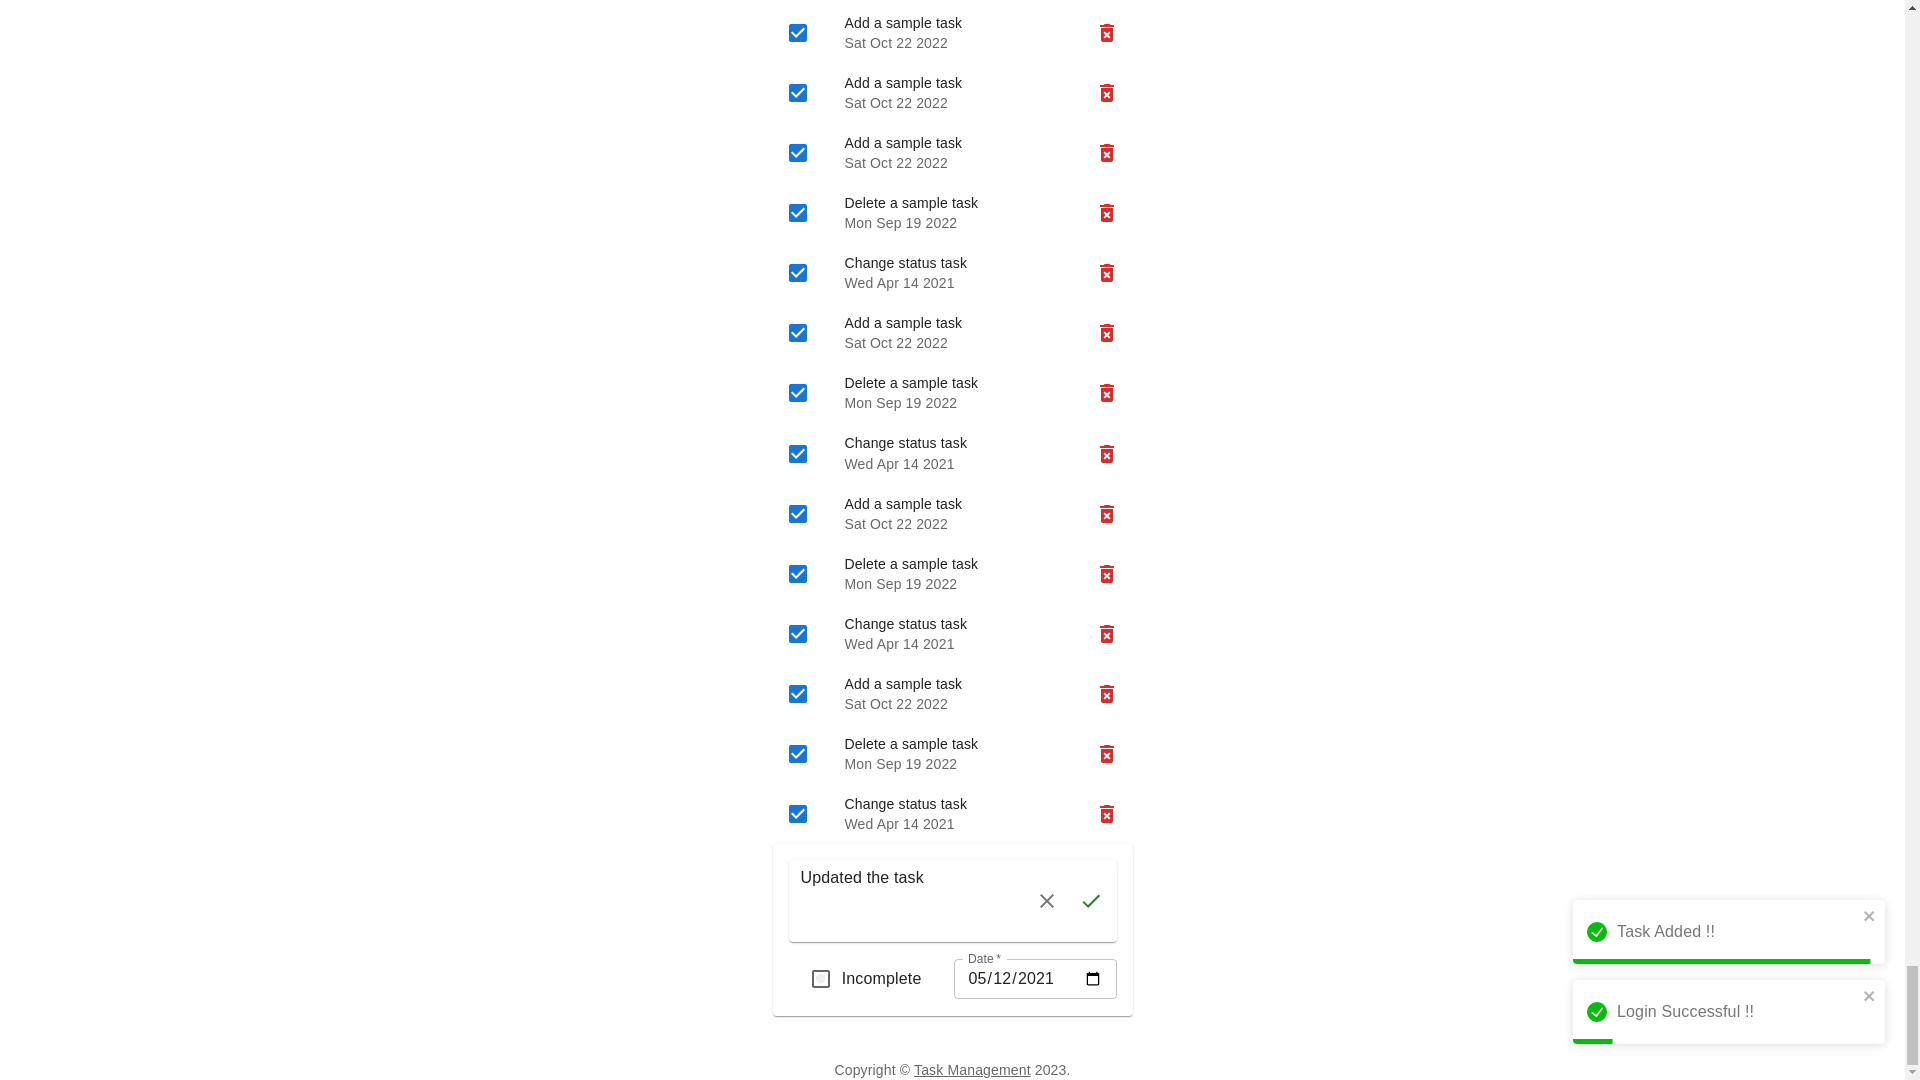 Add a sample task
Sat Oct 22 2022
Add a sample task
Sat Oct 22 2022
Add a sample task
Sat Oct 22 2022
Delete a sample task
Mon Sep 19 2022
Change status task
Wed Apr 14 2021
Add a sample task
Sat Oct 22 2022
Delete a sample task
Mon Sep 19 2022
Change status task
Wed Apr 14 2021
Add a sample task
Sat Oct 22 2022
Delete a sample task
Mon Sep 19 2022
Change status task
Wed Apr 14 2021
Add a sample task
Sat Oct 22 2022
Delete a sample task
Mon Sep 19 2022
Change status task
Wed Apr 14 2021
Updated the task
Incomplete
Date *
05/12/2021
Task Added !!
Login Successful !!
Copyright © Task Management 2023.